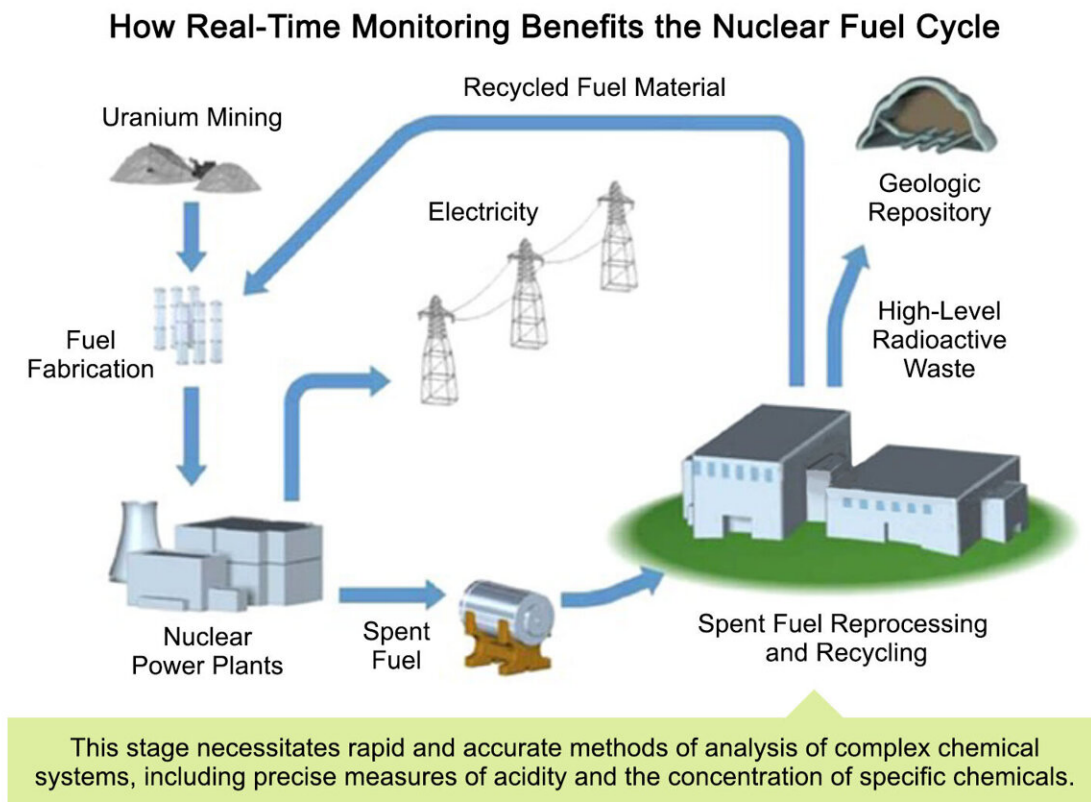 How Real-Time Monitoring Benefits the Nuclear Fuel Cycle
Recycled Fuel Material
Uranium Mining
Geologic
Repository
Electricity
High-Level
Radioactive
Waste
Fuel
Fabrication
Nuclear
Power Plants
Spent
Fuel
Spent Fuel Reprocessing
and Recycling
This stage necessitates rapid and accurate methods of analysis of complex chemical
systems, including precise measures of acidity and the concentration of specific chemicals.